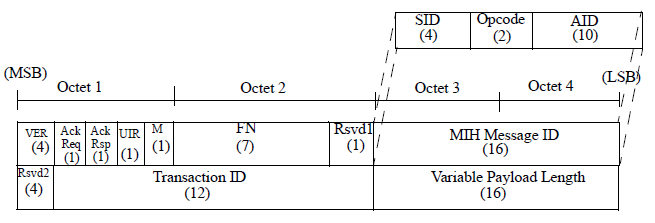 SID Opcode AID
(4) (2) (10)
(MSB) (LSB)
Octet 1 Octet 2 Octet 3 Octet 4
VER Ack Ack UIR M FN Rsvd1 MIH Message ID
Req Rsp
(4) (1) (1) (1) (1) (7) (1) (16)
Rsvd2 Transaction ID Variable Payload Length
(4) (12) (16)